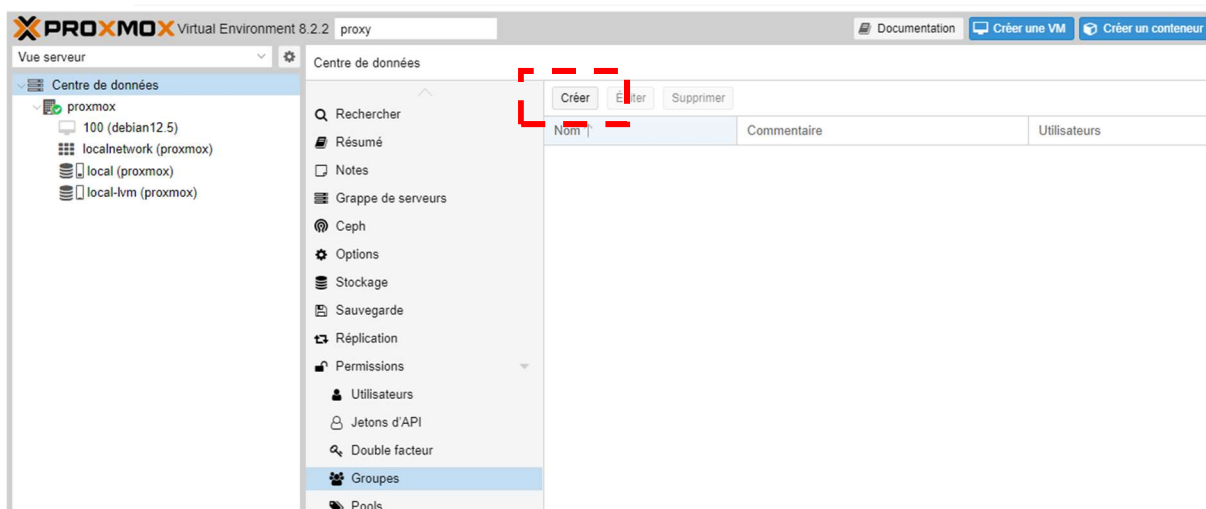 PROXMOX Virtual Environment 8.2.2 proxy Documentation Créer une VM Créer un conteneur
Vue serveur
Centre de données
proxmox
100 (debian12.5)
localnetwork (proxmox)
local (proxmox)
local-lvm (proxmox)
Centre de données
Rechercher
Résumé
Notes
Grappe de serveurs
Ceph
Options
Stockage
Sauvegarde
Réplication
Permissions
Utilisateurs
Jetons d'API
Double facteur
Groupes
Pools
Créer Éditer Supprimer
Nom Commentaire Utilisateurs